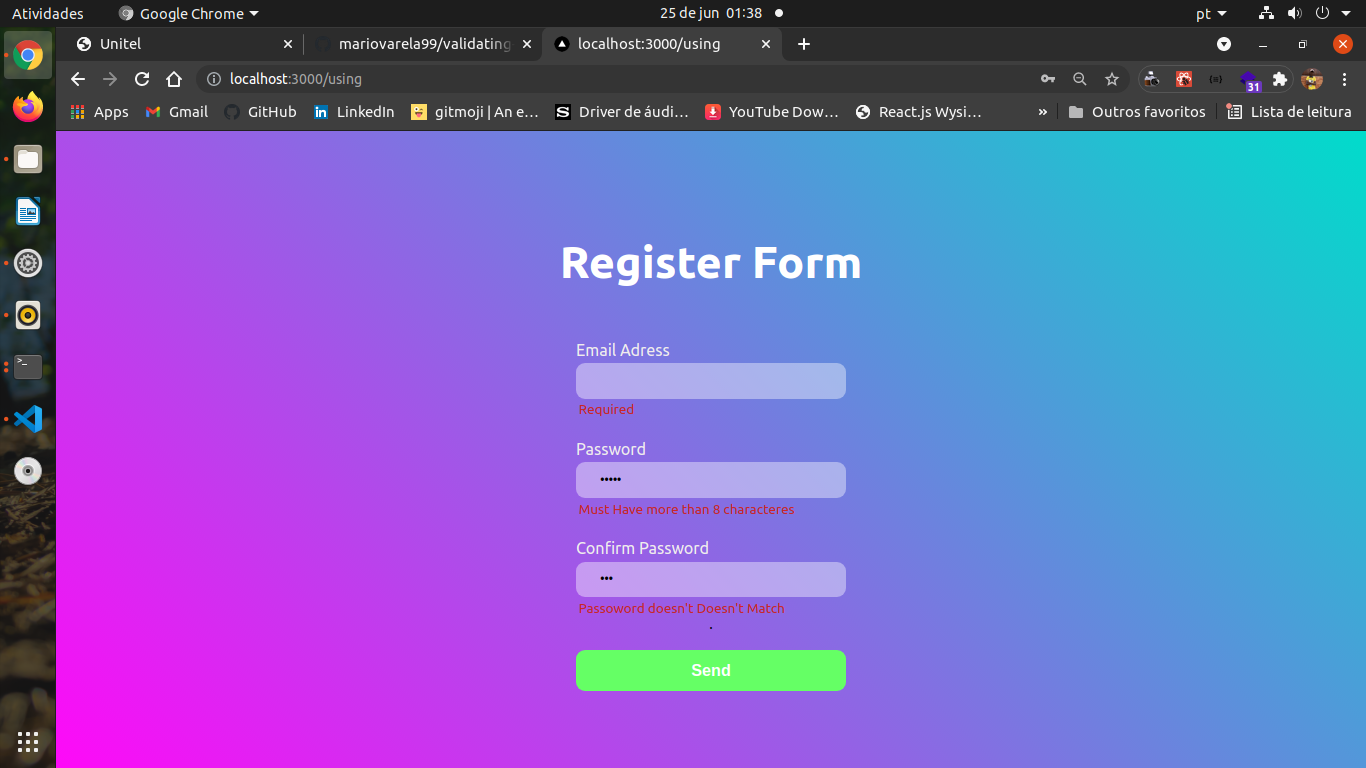 Atividades Google Chrome 25 de jun 01:38 pt
Unitel mariovarela99/validating localhost:3000/using
localhost:3000/using 31
Apps Gmail GitHub LinkedIn gitmoji | An e… Driver de áudi… YouTube Dow… React.js Wysi… » Outros favoritos Lista de leitura
Register Form
Email Adress
Required
Password
•••••
Must Have more than 8 characteres
Confirm Password
•••
Passoword doesn't Doesn't Match
.
Send